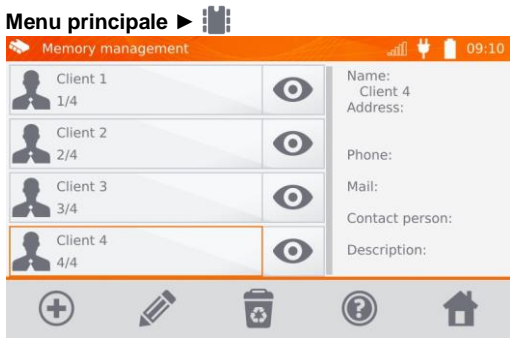 Menu principale ►
Memory management 09:10
Client 1
1/4
Client 2
2/4
Client 3
3/4
Client 4
4/4
Name:
Client 4
Address:
Phone:
Mail:
Contact person:
Description: